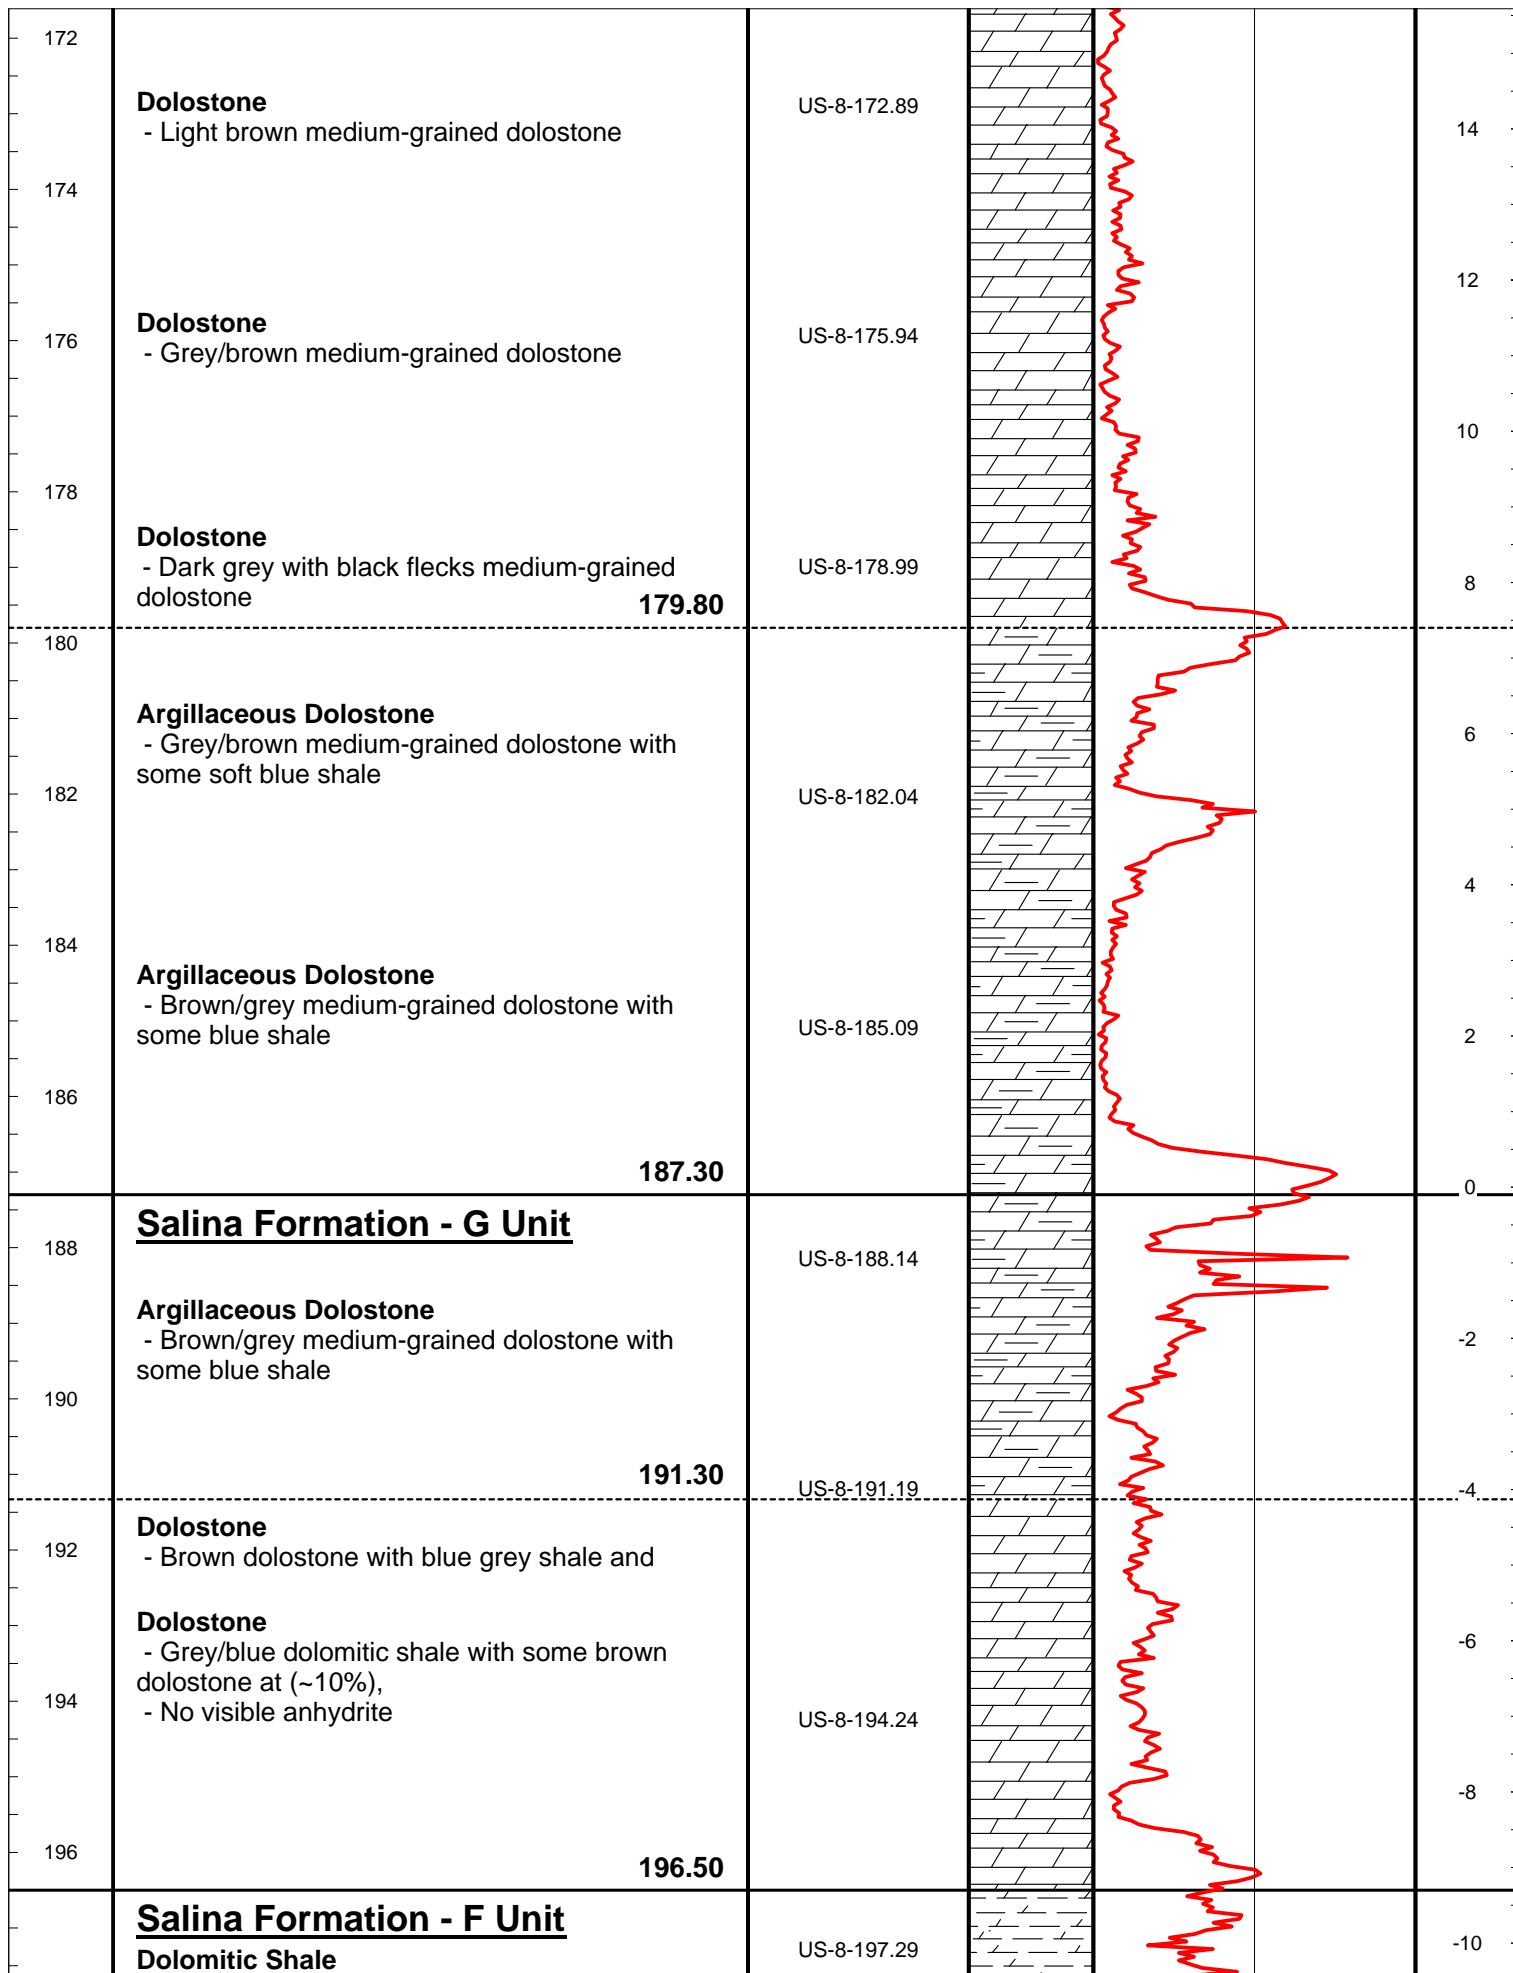 172
Dolostone
US-8-172.89
- Light brown medium-grained dolostone
14
174
12
Dolostone
US-8-175.94
176
- Grey/brown medium-grained dolostone
10
178
Dolostone
- Dark grey with black flecks medium-grained
US-8-178.99
8
dolostone
179.80
180
Argillaceous Dolostone
6
- Grey/brown medium-grained dolostone with
some soft blue shale
182
US-8-182.04
4
184
Argillaceous Dolostone
- Brown/grey medium-grained dolostone with
US-8-185.09
some blue shale
2
186
187.30
0
Salina Formation - G Unit
188
US-8-188.14
Argillaceous Dolostone
- Brown/grey medium-grained dolostone with
-2
some blue shale
190
191.30
US-8-191.19
-4
Dolostone
192
- Brown dolostone with blue grey shale and
Dolostone
-6
- Grey/blue dolomitic shale with some brown
dolostone at (~10%),
194
- No visible anhydrite
US-8-194.24
-8
196
196.50
Salina Formation - F Unit
-10
US-8-197.29
Dolomitic Shale